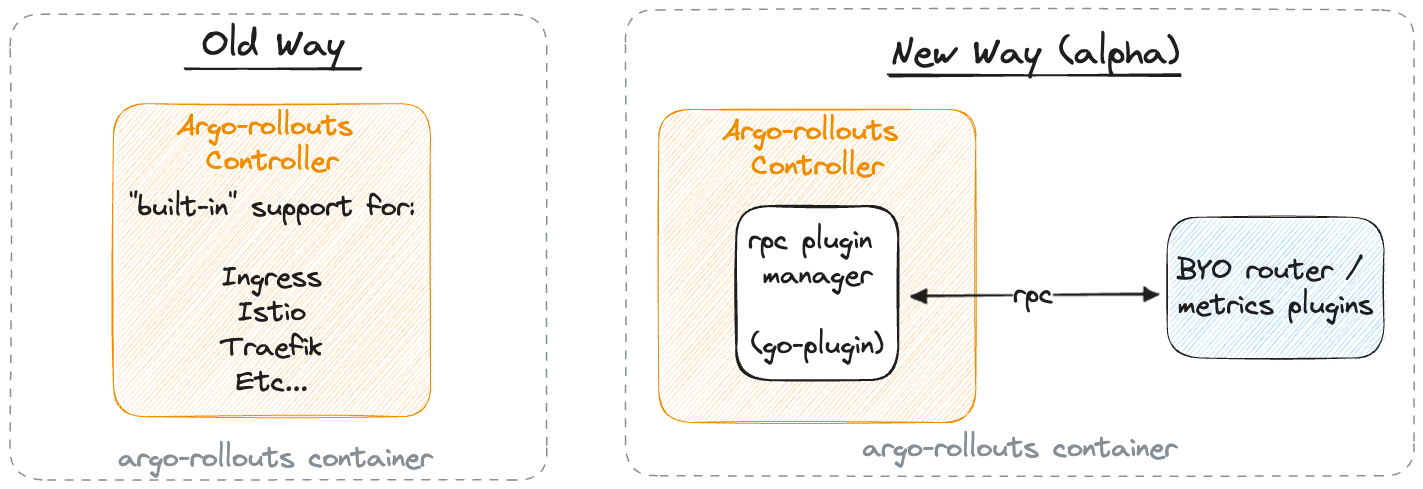 Old Way
Argo-rollouts
Controller
"built-in" support for:
Ingress
Istio
Traefik
Etc...
argo-rollouts container
New Way (alpha)
Argo-rollouts
Controller
rpc plugin
manager
(go-plugin)
rpc
BYO router /
metrics plugins
argo-rollouts container